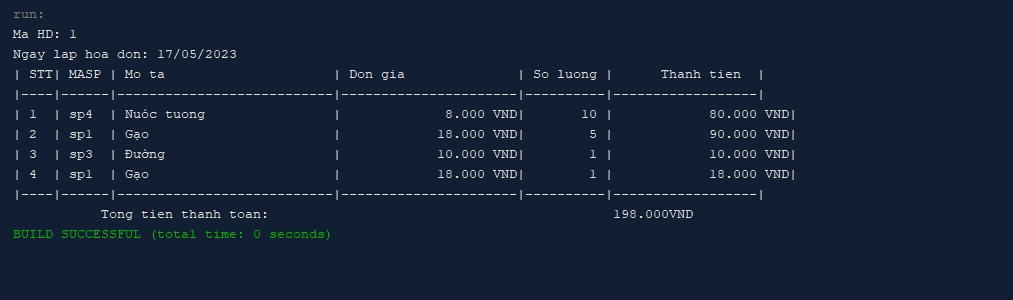 run:
Ma HD: 1
Ngay lap hoa don: 17/05/2023
| STT| MASP | Mo ta                     | Don gia              | So luong |      Thanh tien  |
|----|------|---------------------------|----------------------|----------|------------------|
| 1  | sp4  | Nuóc tuong                |             8.000 VND|       10 |            80.000 VND|
| 2  | sp1  | Gạo                       |            18.000 VND|        5 |            90.000 VND|
| 3  | sp3  | Đường                     |            10.000 VND|        1 |            10.000 VND|
| 4  | sp1  | Gạo                       |            18.000 VND|        1 |            18.000 VND|
|----|------|---------------------------|----------------------|----------|------------------|
           Tong tien thanh toan:                                           198.000VND
BUILD SUCCESSFUL (total time: 0 seconds)